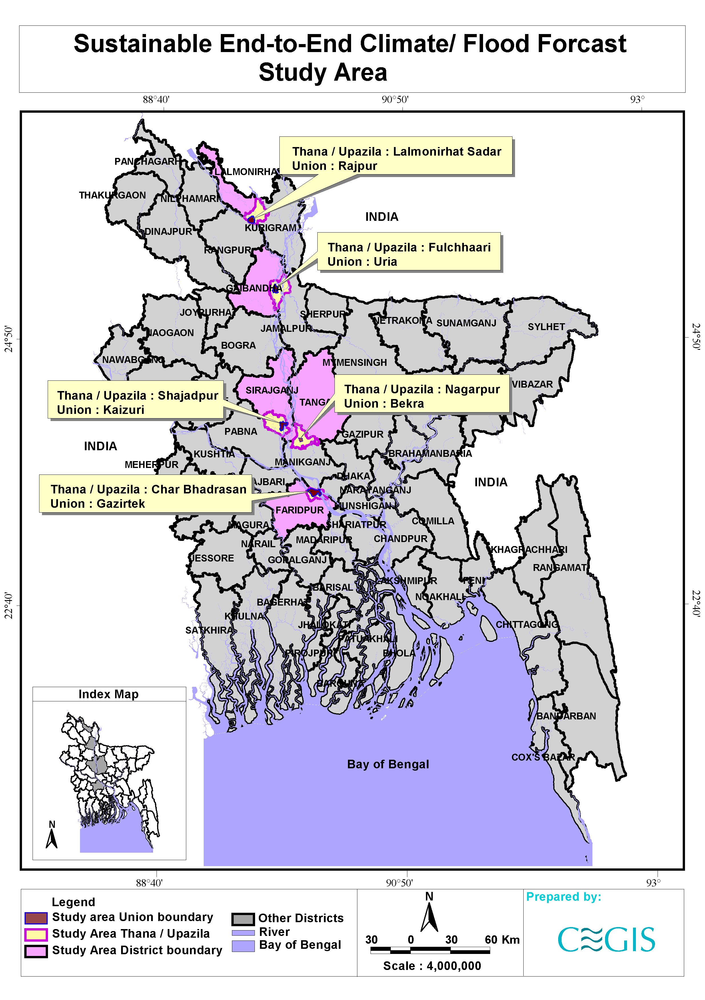 Sustainable End-to-End Climate/ Flood Forcast
Study Area
88°40'
90°50'
93°
PANCHAGARH
LALMONIRHA
Thana / Upazila : Lalmonirhat Sadar
Union : Rajpur
THAKURGAON
NILPHAMARI
INDIA
DINAJPUR
KURIGRAM
RANGPUR
Thana / Upazila : Fulchhaari
Union : Uria
GAIBANDHA
JOYPURHA
SHERPUR
NETRAKONA
SUNAMGANJ
SYLHET
24°50'
24°50'
NAOGAON
JAMALPUR
BOGRA
NAWABGANJ
MYMENSINGH
Thana / Upazila : Shajadpur
Union : Kaizuri
SIRAJGANJ
TANGA
Thana / Upazila : Nagarpur
Union : Bekra
VIBAZAR
PABNA
GAZIPUR
INDIA
KUSHTIA
BRAHAMANBARIA
MEHERPUR
MANIKGANJ
DHAKA
INDIA
Thana / Upazila : Char Bhadrasan
Union : Gazirtek
AJBARI
NARAYANGANJ
FARIDPUR
MUNSHIGANJ
MAGURA
SHARIATPUR
COMILLA
NARAIL
MADARIPUR
CHANDPUR
JESSORE
GOPALGANJ
KHAGRACHHARI
RANGAMATI
BARISAL
LAKSHMIPUR
FENI
NOAKHALI
22°40'
22°40'
BAGERHAT
KHULNA
JHALOKATI
CHITTAGONG
SATKHIRA
PATUAKHALI
PIROJPUR
BHOLA
BARGUNA
BANDARBAN
COX'S BAZAR
Bay of Bengal
Index Map
N
88°40'
90°50'
93°
Legend
Study area Union boundary
Study Area Thana / Upazila
Study Area District boundary
Other Districts
River
Bay of Bengal
N
30 0 30 60 Km
Scale : 4,000,000
Prepared by:
CEGIS